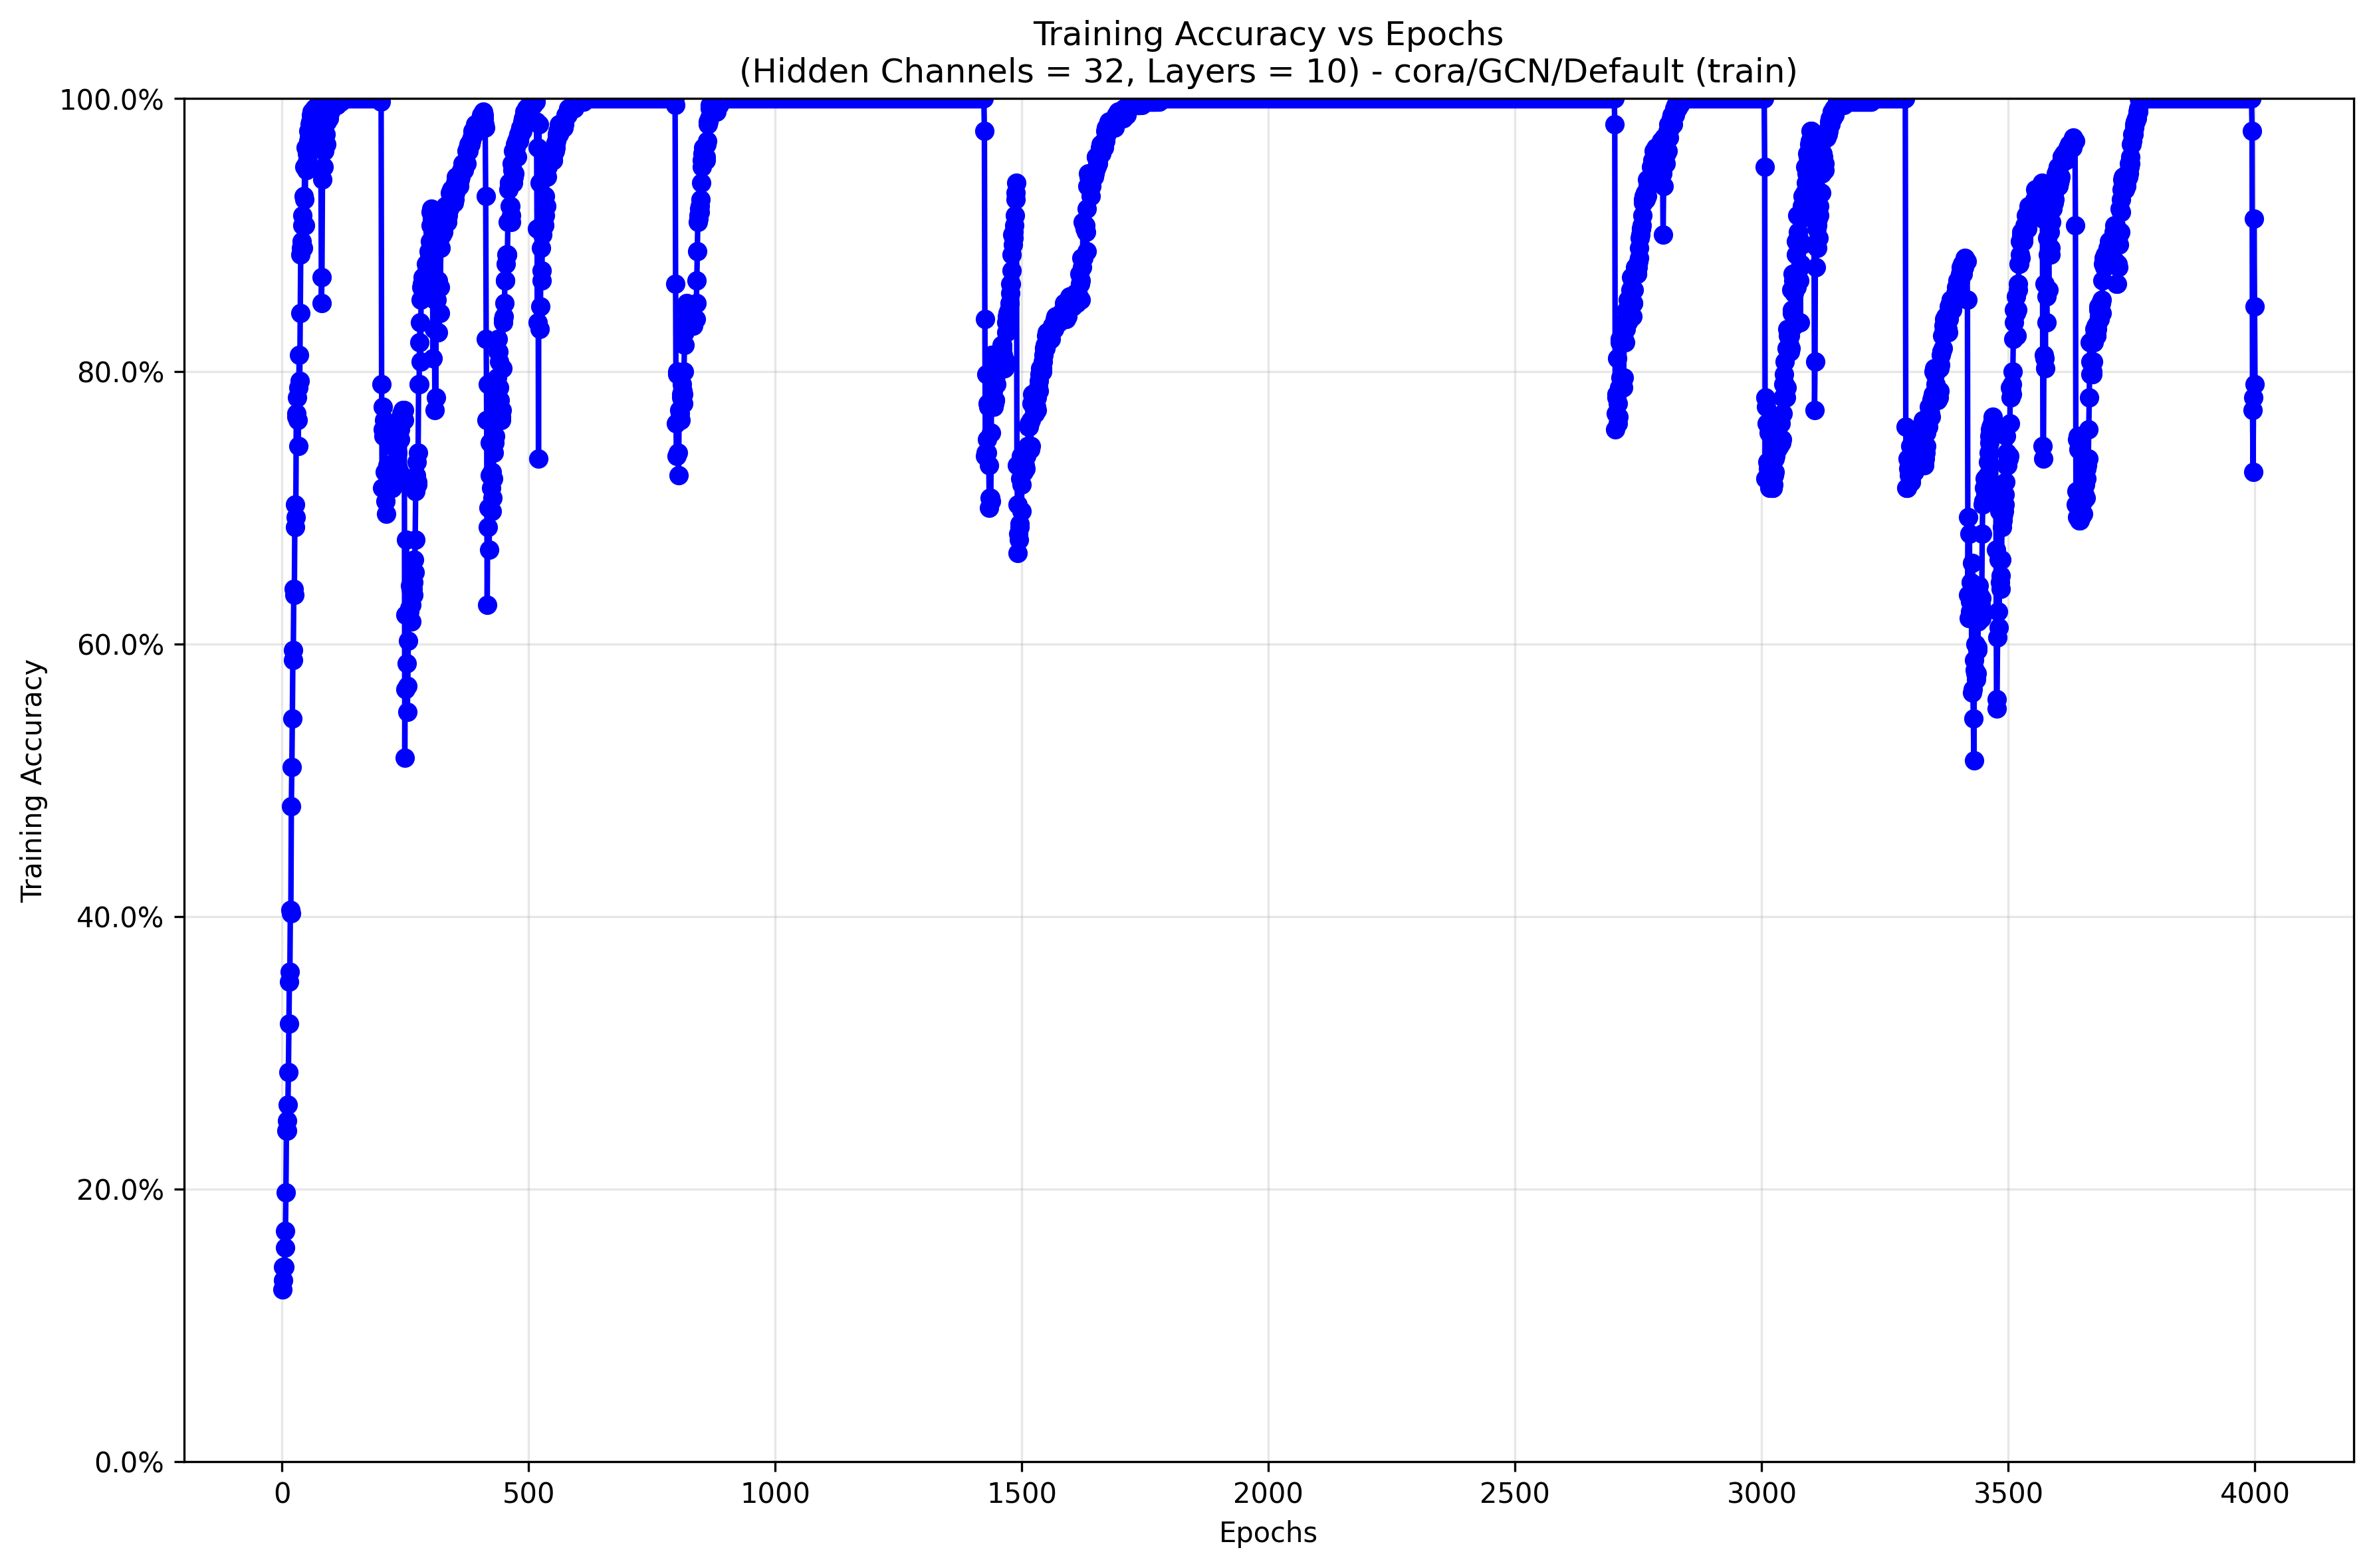 Training Accuracy vs Epochs
(Hidden Channels = 32, Layers = 10) - cora/GCN/Default (train)
Training Accuracy
100.0%
80.0%
60.0%
40.0%
20.0%
0.0%
0 500 1000 1500 2000 2500 3000 3500 4000
Epochs